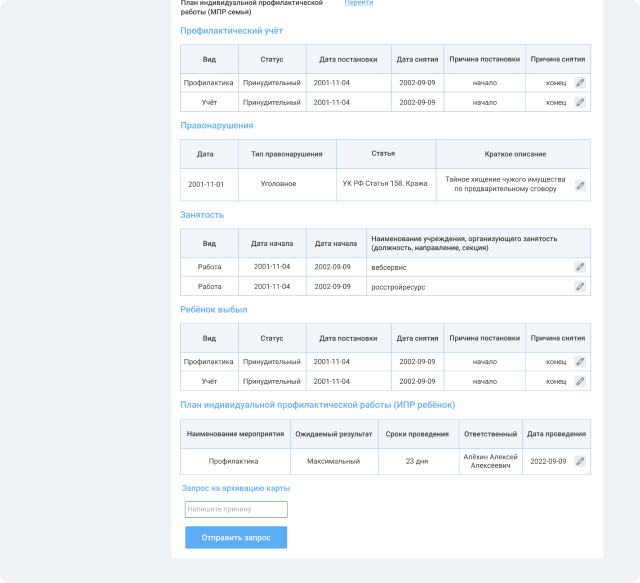 План индивидуальной профилактической работы (МПР семья)
Перейти
Профилактический учёт
Вид Статус Дата постановки Дата снятия Причина постановки Причина снятия
Профилактика Принудительный 2001-11-04 2002-09-09 начало конец
Учёт Принудительный 2001-11-04 2002-09-09 начало конец
Правонарушения
Дата Тип правонарушения Статья Краткое описание
2001-11-01 Уголовное УК РФ Статья 158. Кража Тайное хищение чужого имущества по предварительному сговору
Занятость
Вид Дата начала Дата начала Наименование учреждения, организующего занятость (должность, направление, секция)
Работа 2001-11-04 2002-09-09 вебсервис
Работа 2001-11-04 2002-09-09 росстройресурс
Ребёнок выбыл
Вид Статус Дата постановки Дата снятия Причина постановки Причина снятия
Профилактика Принудительный 2001-11-04 2002-09-09 начало конец
Учёт Принудительный 2001-11-04 2002-09-09 начало конец
План индивидуальной профилактической работы (ИПР ребёнок)
Наименование мероприятия Ожидаемый результат Сроки проведения Ответственный Дата проведения
Профилактика Максимальный 23 дня Алёхин Алексей Алексеевич 2022-09-09
Запрос на архивацию карты
Напишите причину
Отправить запрос